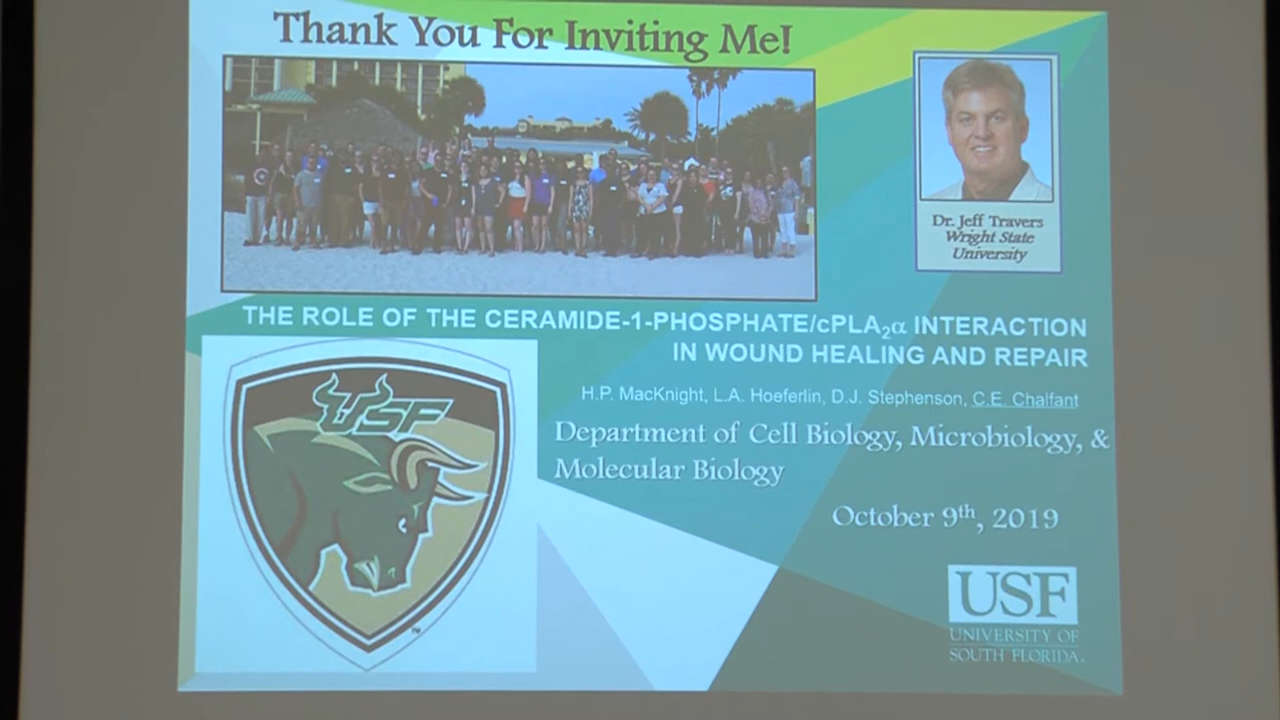 Thank You For Inviting Me!
Dr. Jeff Travers
Wright State
University
THE ROLE OF THE CERAMIDE-1-PHOSPHATE/cPLA₂α INTERACTION
IN WOUND HEALING AND REPAIR
H.P. MacKnight, L.A. Hoeferlin, D.J. Stephenson, C.E. Chalfant
Department of Cell Biology, Microbiology, &
Molecular Biology
October 9th, 2019
USF
™
USF
UNIVERSITY OF
SOUTH FLORIDA.